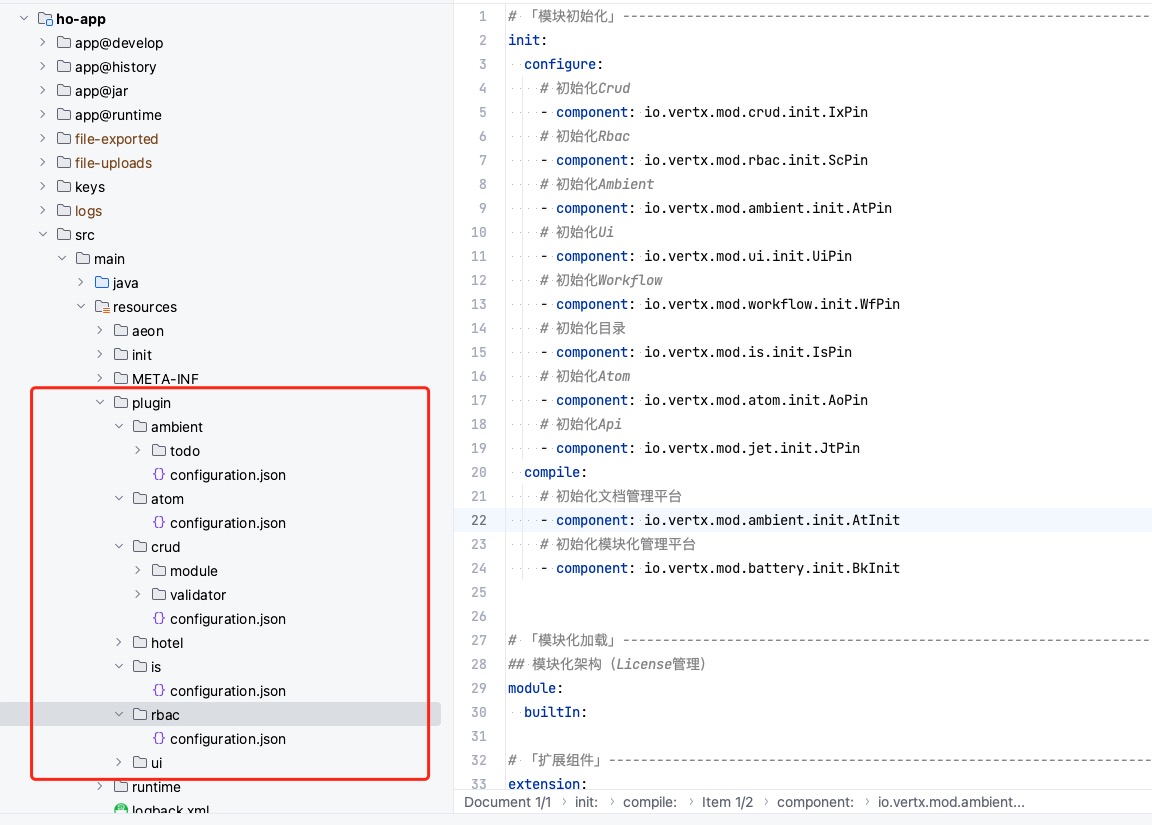 ho-app
app@develop
app@history
app@jar
app@runtime
file-exported
file-uploads
keys
logs
src
main
java
resources
aeon
init
META-INF
plugin
ambient
todo
configuration.json
atom
configuration.json
crud
module
validator
configuration.json
hotel
is
configuration.json
rbac
configuration.json
ui
runtime
logback.xml
1 # 「模块初始化」------------------------------------------------------------------
2 init:
3 configure:
4 # 初始化Crud
5 - component: io.vertx.mod.crud.init.IxPin
6 # 初始化Rbac
7 - component: io.vertx.mod.rbac.init.ScPin
8 # 初始化Ambient
9 - component: io.vertx.mod.ambient.init.AtPin
10 # 初始化Ui
11 - component: io.vertx.mod.ui.init.UiPin
12 # 初始化Workflow
13 - component: io.vertx.mod.workflow.init.WfPin
14 # 初始化目录
15 - component: io.vertx.mod.is.init.IsPin
16 # 初始化Atom
17 - component: io.vertx.mod.atom.init.AoPin
18 # 初始化Api
19 - component: io.vertx.mod.jet.init.JtPin
20 compile:
21 # 初始化文档管理平台
22 - component: io.vertx.mod.ambient.init.AtInit
23 # 初始化模块化管理平台
24 - component: io.vertx.mod.battery.init.BkInit
25
26
27 # 「模块化加载」------------------------------------------------------------------
28 ## 模块化架构（License管理）
29 module:
30 builtIn:
31
32 # 「扩展组件」--------------------------------------------------------------------
33 extension:
Document 1/1 › init: › compile: › Item 1/2 › component: › io.vertx.mod.ambient...